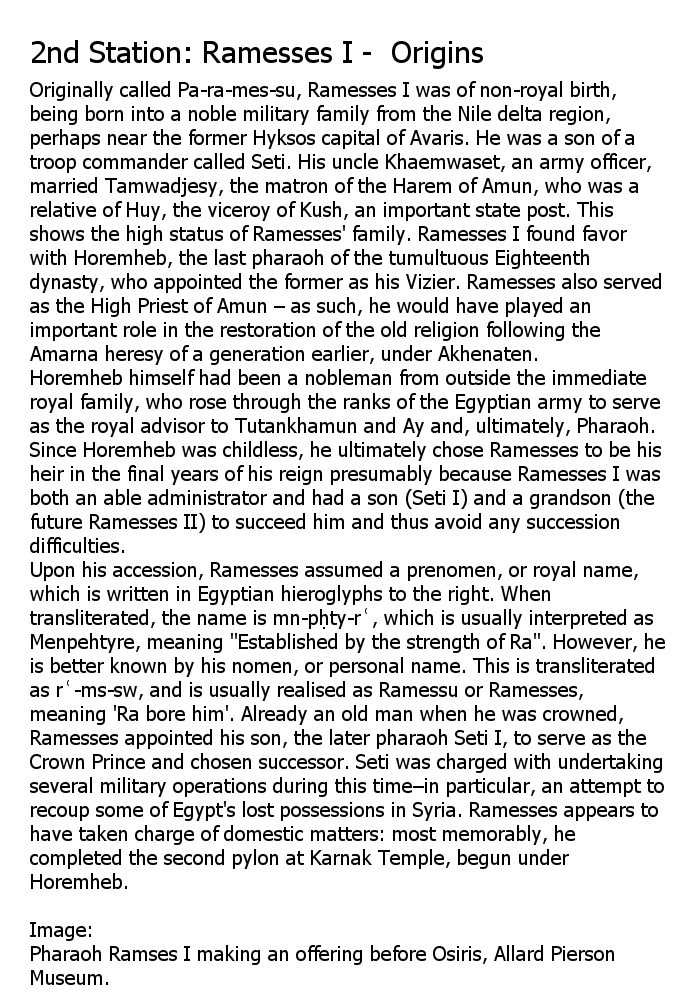 2nd Station: Ramesses I -  Origins
Originally called Pa-ra-mes-su, Ramesses I was of non-royal birth,
being born into a noble military family from the Nile delta region,
perhaps near the former Hyksos capital of Avaris. He was a son of a
troop commander called Seti. His uncle Khaemwaset, an army officer,
married Tamwadjesy, the matron of the Harem of Amun, who was a
relative of Huy, the viceroy of Kush, an important state post. This
shows the high status of Ramesses' family. Ramesses I found favor
with Horemheb, the last pharaoh of the tumultuous Eighteenth
dynasty, who appointed the former as his Vizier. Ramesses also served
as the High Priest of Amun – as such, he would have played an
important role in the restoration of the old religion following the
Amarna heresy of a generation earlier, under Akhenaten.
Horemheb himself had been a nobleman from outside the immediate
royal family, who rose through the ranks of the Egyptian army to serve
as the royal advisor to Tutankhamun and Ay and, ultimately, Pharaoh.
Since Horemheb was childless, he ultimately chose Ramesses to be his
heir in the final years of his reign presumably because Ramesses I was
both an able administrator and had a son (Seti I) and a grandson (the
future Ramesses II) to succeed him and thus avoid any succession
difficulties.
Upon his accession, Ramesses assumed a prenomen, or royal name,
which is written in Egyptian hieroglyphs to the right. When
transliterated, the name is mn-pḥty-rʿ, which is usually interpreted as
Menpehtyre, meaning "Established by the strength of Ra". However, he
is better known by his nomen, or personal name. This is transliterated
as rʿ-ms-sw, and is usually realised as Ramessu or Ramesses,
meaning 'Ra bore him'. Already an old man when he was crowned,
Ramesses appointed his son, the later pharaoh Seti I, to serve as the
Crown Prince and chosen successor. Seti was charged with undertaking
several military operations during this time–in particular, an attempt to
recoup some of Egypt's lost possessions in Syria. Ramesses appears to
have taken charge of domestic matters: most memorably, he
completed the second pylon at Karnak Temple, begun under
Horemheb.

Image:
Pharaoh Ramses I making an offering before Osiris, Allard Pierson
Museum.